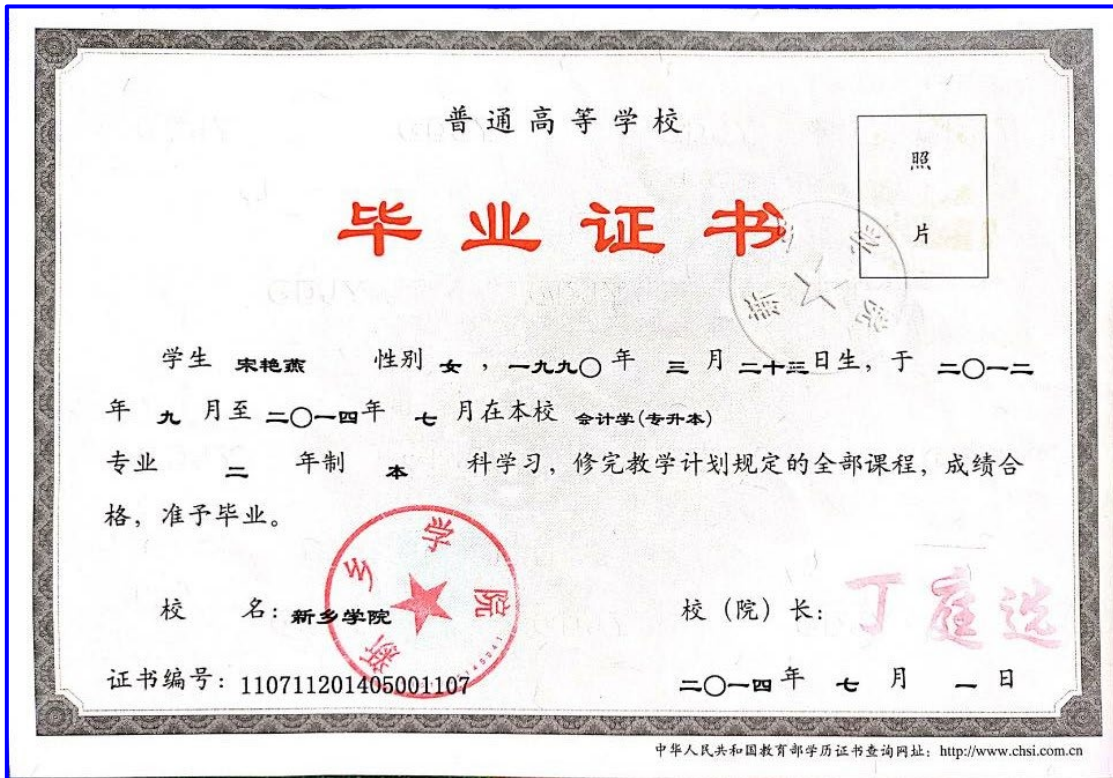 普通高等学校
照
片
毕业证书
学生 宋艳燕 性别 女 ，一九九〇年 三 月 二十三日生，于 二〇一二
年 九 月至 二〇一四年 七 月在本校 会计学(专升本)
专业 二 年制 本 科学习，修完教学计划规定的全部课程，成绩合
格，准予毕业。
新乡学院
校 名：新乡学院 校（院）长：丁庭选
证书编号：110711201405001107 二〇一四年 七 月 一 日
中华人民共和国教育部学历证书查询网址：http://www.chsi.com.cn